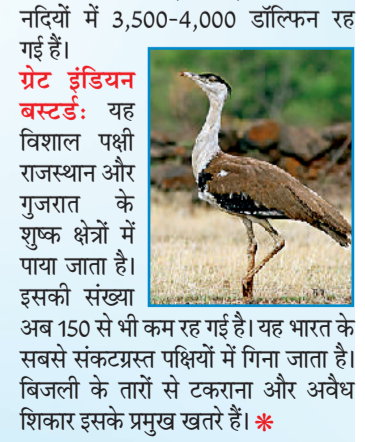 नदियों में 3,500-4,000 डॉल्फिन रह
गई हैं।
ग्रेट इंडियन
बस्टर्ड: यह
विशाल पक्षी
राजस्थान और
गुजरात के
शुष्क क्षेत्रों में
पाया जाता है।
इसकी संख्या
अब 150 से भी कम रह गई है। यह भारत के
सबसे संकटग्रस्त पक्षियों में गिना जाता है।
बिजली के तारों से टकराना और अवैध
शिकार इसके प्रमुख खतरे हैं। *